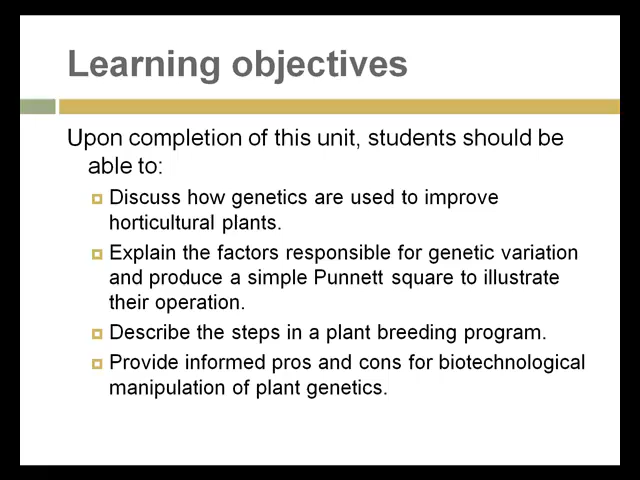 Learning objectives
Upon completion of this unit, students should be
able to:
Discuss how genetics are used to improve
horticultural plants.
Explain the factors responsible for genetic variation
and produce a simple Punnett square to illustrate
their operation.
Describe the steps in a plant breeding program.
Provide informed pros and cons for biotechnological
manipulation of plant genetics.